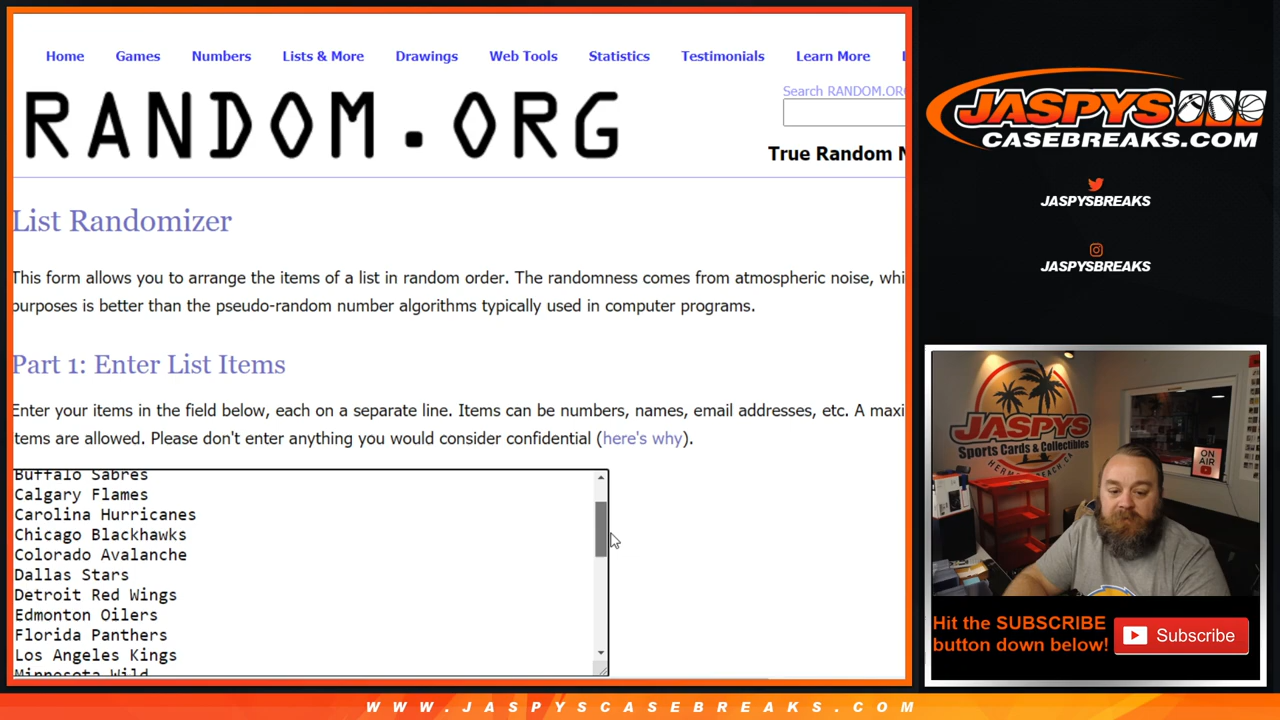 Home Games Numbers Lists & More Drawings Web Tools Statistics Testimonials Learn More
RANDOM.ORG
Search RANDOM.ORG
True Random N
List Randomizer
This form allows you to arrange the items of a list in random order. The randomness comes from atmospheric noise, whi
purposes is better than the pseudo-random number algorithms typically used in computer programs.
Part 1: Enter List Items
Enter your items in the field below, each on a separate line. Items can be numbers, names, email addresses, etc. A maxi
items are allowed. Please don't enter anything you would consider confidential (here's why).
Buffalo Sabres
Calgary Flames
Carolina Hurricanes
Chicago Blackhawks
Colorado Avalanche
Dallas Stars
Detroit Red Wings
Edmonton Oilers
Florida Panthers
Los Angeles Kings
Minnesota Wild
JASPYS
CASEBREAKS.COM
JASPYSBREAKS
JASPYSBREAKS
JASPYS
Sports Cards & Collectibles
ON AIR
Hit the SUBSCRIBE
button down below!
Subscribe
WWW.JASPYSCASEBREAKS.COM